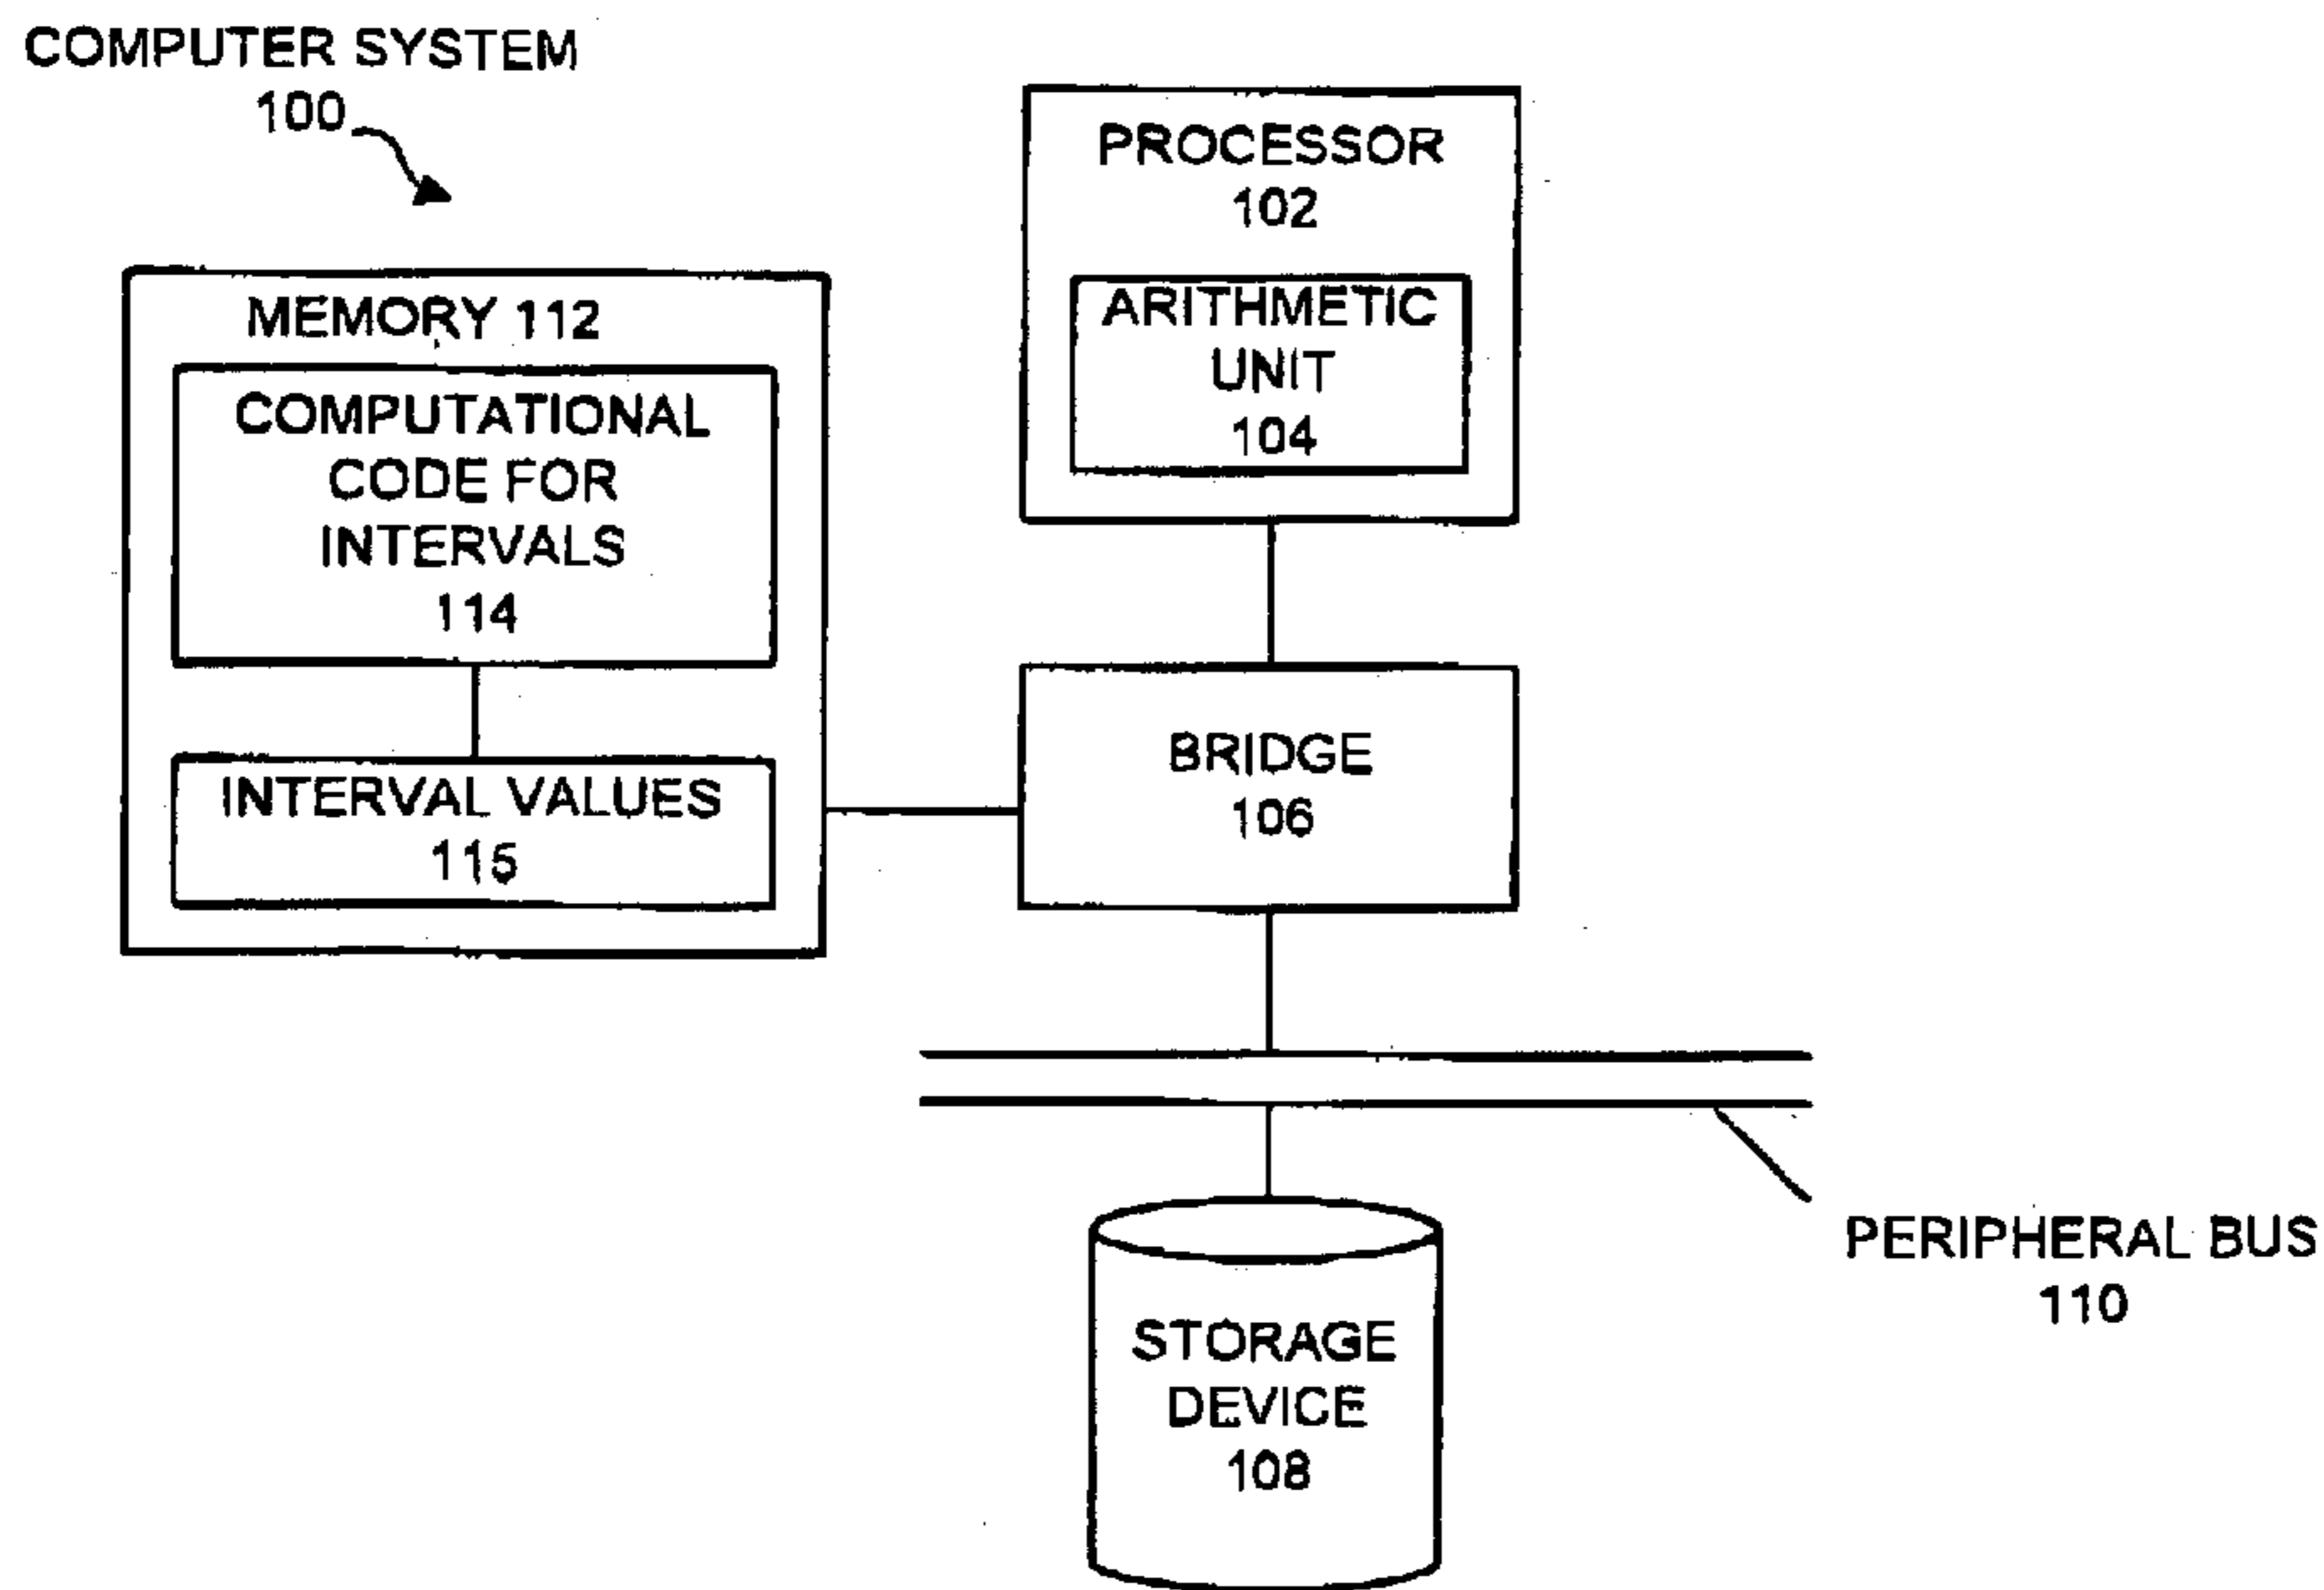 COMPUTER SYSTEM
100
PROCESSOR
102
ARITHMETIC
UNIT
104
MEMORY 112
COMPUTATIONAL
CODE FOR
INTERVALS
114
INTERVAL VALUES
115
BRIDGE
106
PERIPHERAL BUS
110
STORAGE
DEVICE
108